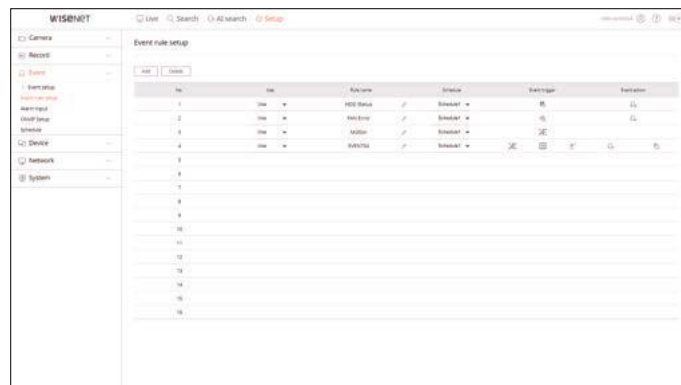 WISENET
Live Search AI search Setup
Camera
Record
Event
Event setup
Event rule setup
Alarm input
ONVIF Setup
Schedule
Device
Network
System
Event rule setup
Add Delete
No. Use Rule name Schedule Event trigger Event action
1 Use HDD Status Schedule1
2 Use FAN Error Schedule1
3 Use Motion Schedule1
4 Use EVENT04 Schedule1
5
6
7
8
9
10
11
12
13
14
15
16